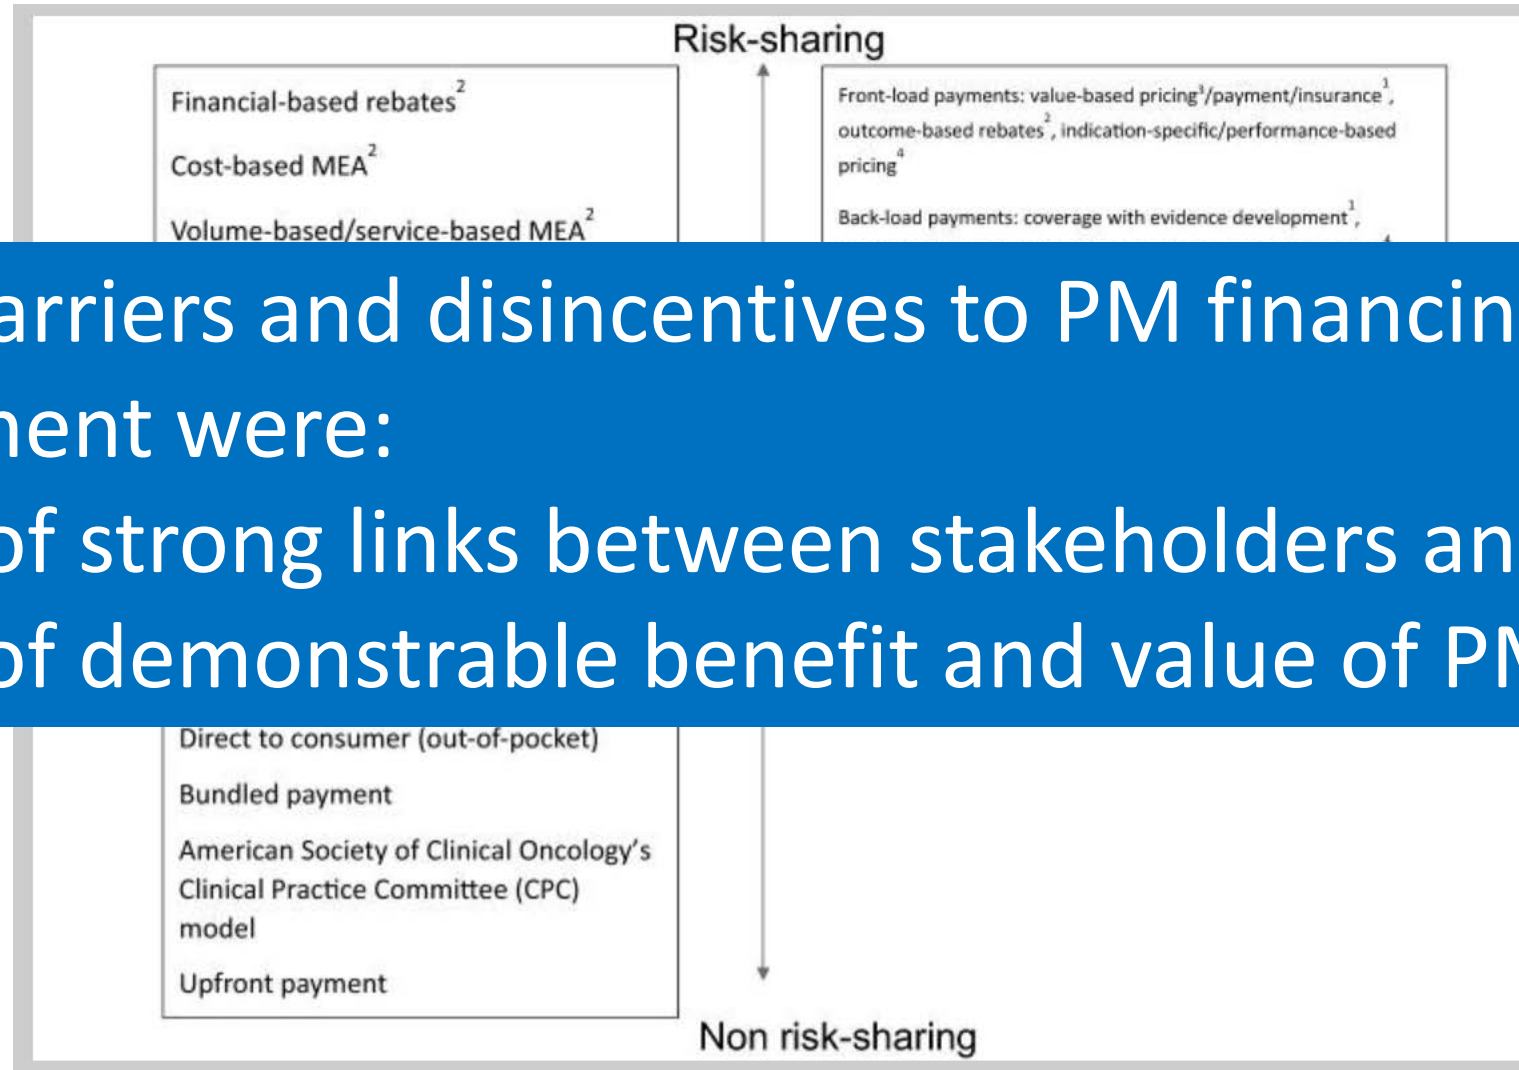 Risk-sharing
Financial-based rebates²
Cost-based MEA²
Volume-based/service-based MEA²
Front-load payments: value-based pricing¹/payment/insurance¹,
outcome-based rebates², indication-specific/performance-based
pricing⁴
Back-load payments: coverage with evidence development¹,
arriers and disincentives to PM financin
ent were:
of strong links between stakeholders an
of demonstrable benefit and value of PM
Direct to consumer (out-of-pocket)
Bundled payment
American Society of Clinical Oncology's
Clinical Practice Committee (CPC)
model
Upfront payment
Non risk-sharing